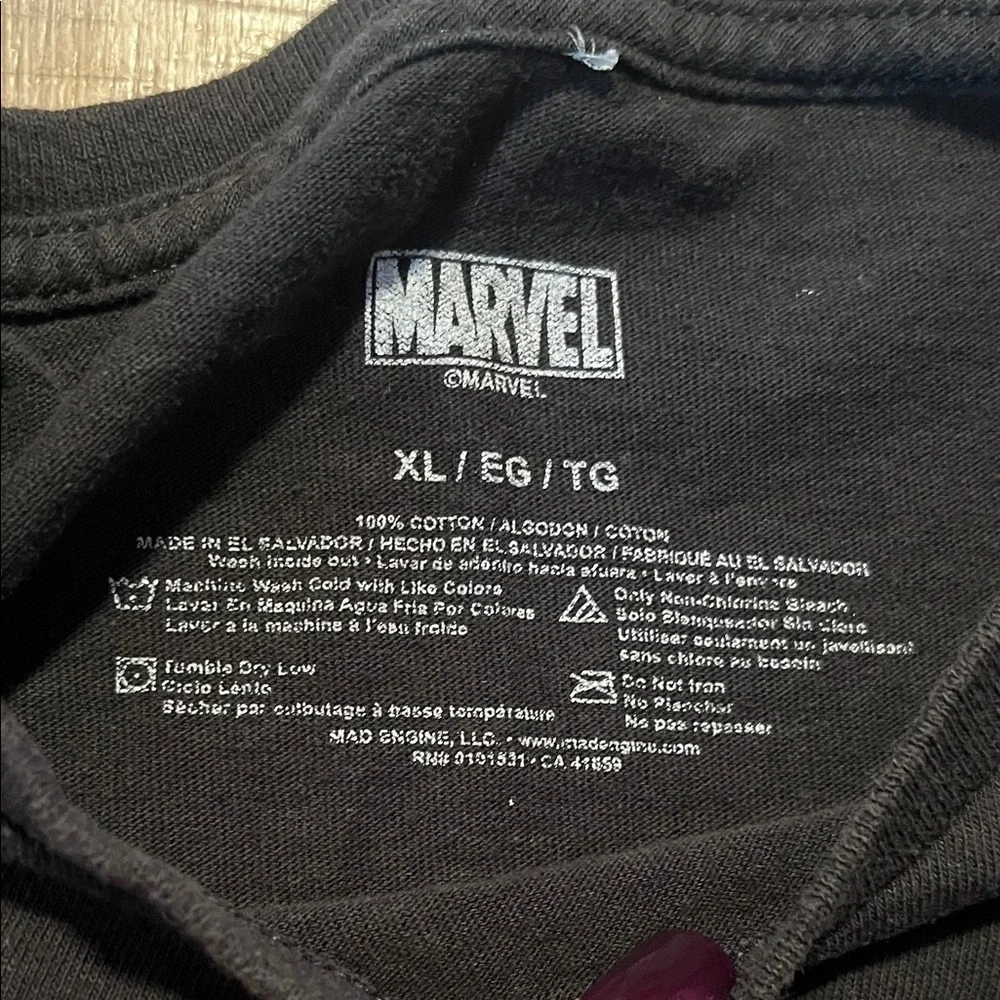 MARVEL
©MARVEL
XL / EG / TG
100% COTTON / ALGODON / COTON
MADE IN EL SALVADOR / HECHO EN EL SALVADOR / FABRIQUÉ AU EL SALVADOR
Wash inside out • Lavar de adentro hacia afuera • Laver à l'envers
Machine Wash Cold with Like Colors
Lavar En Maquina Agua Fria Por Colores
Laver à la machine à l'eau froide
Only Non-Chlorine Bleach
Solo Blanqueador Sin Cloro
Utiliser seulement un javellisant
sans chlore au besoin
Tumble Dry Low
Ciclo Lento
Sécher par culbutage à basse température
Do Not Iron
No Planchar
Ne pas repasser
MAD ENGINE, LLC. • www.madengine.com
RN# 0101531 • CA 41859